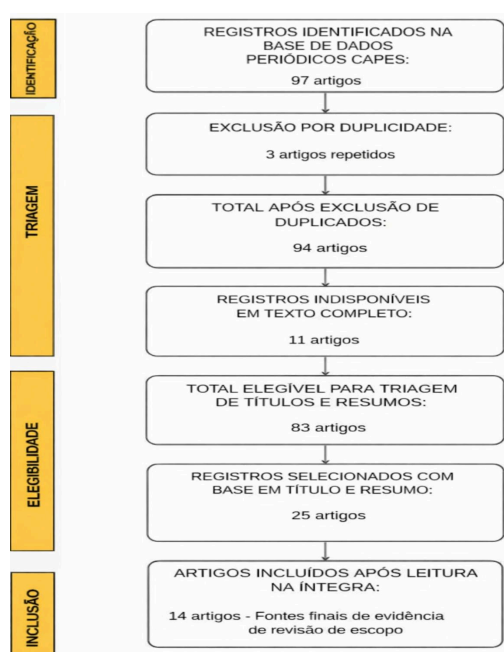 IDENTIFICAÇÃO
REGISTROS IDENTIFICADOS NA
BASE DE DADOS
PERIÓDICOS CAPES:
97 artigos
TRIAGEM
EXCLUSÃO POR DUPLICIDADE:
3 artigos repetidos
TOTAL APÓS EXCLUSÃO DE
DUPLICADOS:
94 artigos
REGISTROS INDISPONÍVEIS
EM TEXTO COMPLETO:
11 artigos
ELEGIBILIDADE
TOTAL ELEGÍVEL PARA TRIAGEM
DE TÍTULOS E RESUMOS:
83 artigos
REGISTROS SELECIONADOS COM
BASE EM TÍTULO E RESUMO:
25 artigos
INCLUSÃO
ARTIGOS INCLUÍDOS APÓS LEITURA
NA ÍNTEGRA:
14 artigos - Fontes finais de evidência
de revisão de escopo